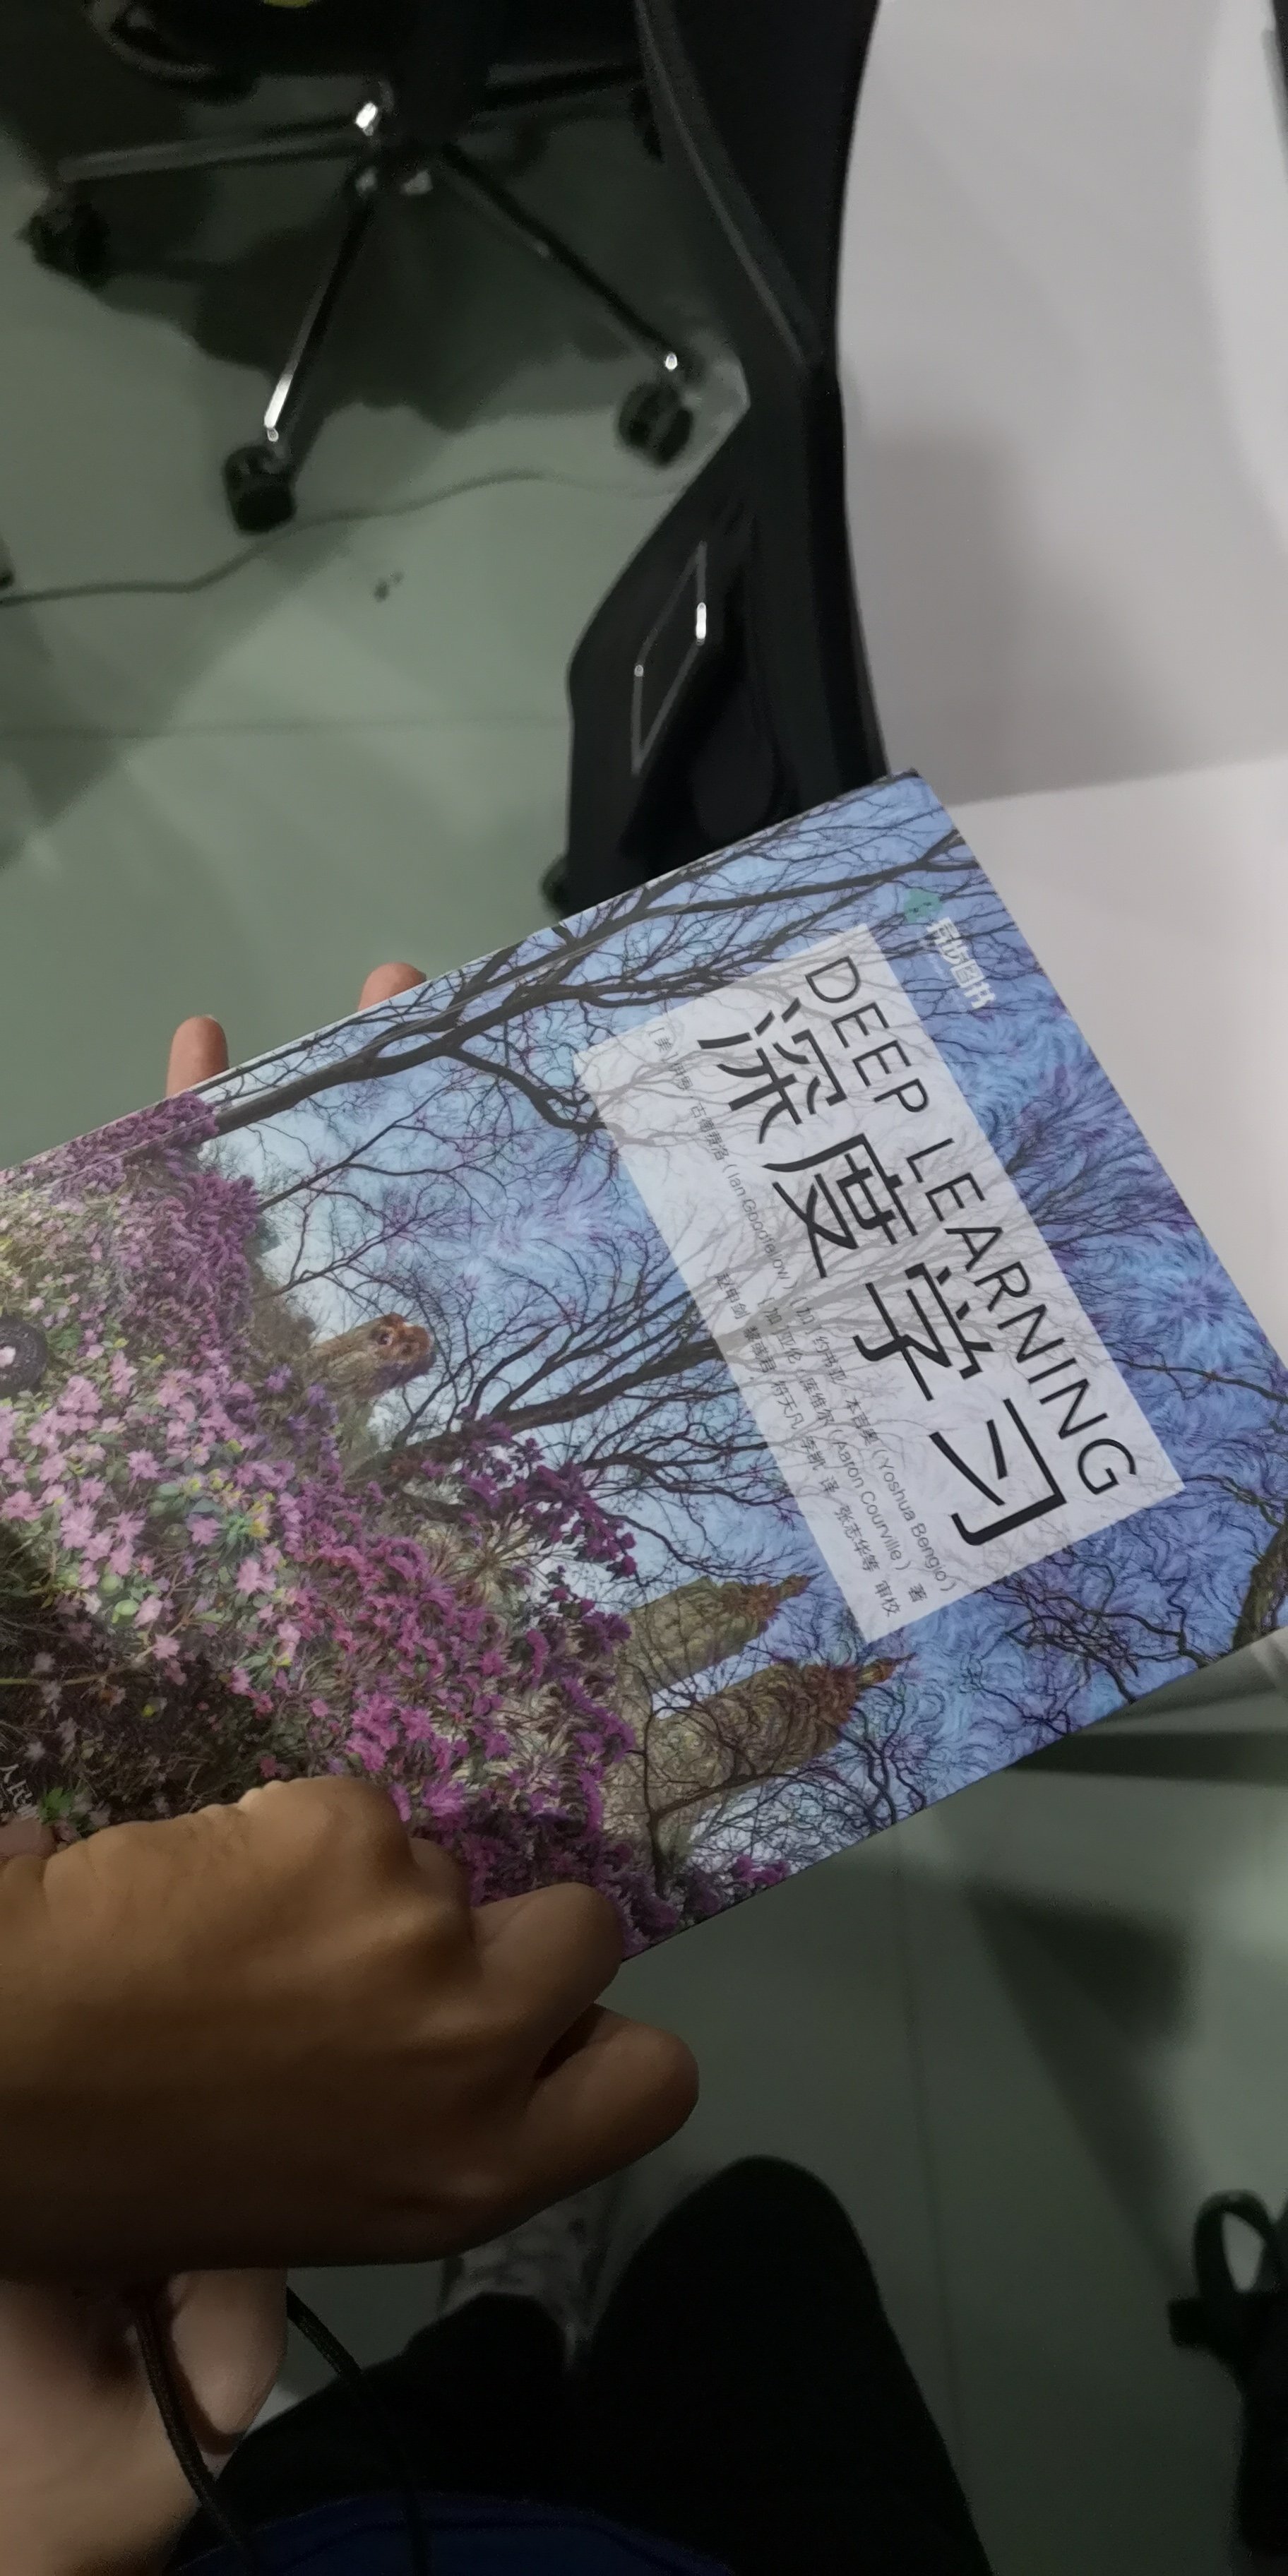 异步图书
DEEP LEARNING
深度学习
[美] 伊恩·古德费洛（Ian Goodfellow） [加] 约书亚·本吉奥（Yoshua Bengio）
[加] 亚伦·库维尔（Aaron Courville） 著
赵申剑 黎彧君 符天凡 李凯 译 张志华等 审校